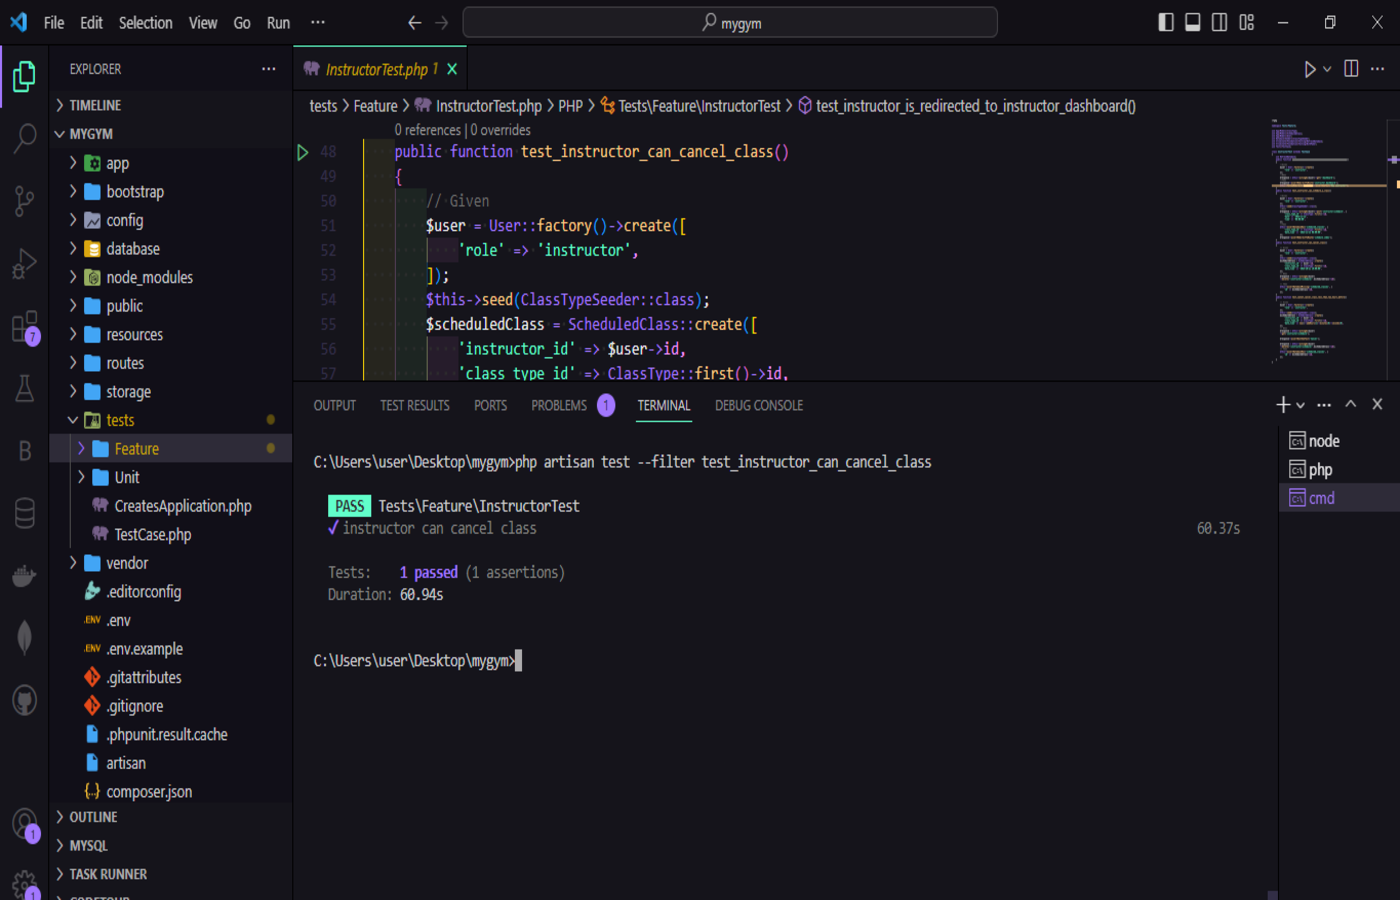 File Edit Selection View Go Run ··· mygym
EXPLORER ···
TIMELINE
MYGYM
app
bootstrap
config
database
node_modules
public
resources
routes
storage
tests
Feature
Unit
CreatesApplication.php
TestCase.php
vendor
.editorconfig
.ENV .env
.ENV .env.example
.gitattributes
.gitignore
.phpunit.result.cache
artisan
{..} composer.json
OUTLINE
MYSQL
TASK RUNNER
7
B
1
1
InstructorTest.php 1
tests > Feature > InstructorTest.php > PHP > Tests\Feature\InstructorTest > test_instructor_is_redirected_to_instructor_dashboard()
0 references | 0 overrides
48 public function test_instructor_can_cancel_class()
49 {
50 // Given
51 $user = User::factory()->create([
52 'role' => 'instructor',
53 ]);
54 $this->seed(ClassTypeSeeder::class);
55 $scheduledClass = ScheduledClass::create([
56 'instructor_id' => $user->id,
57 'class_type_id' => ClassType::first()->id,
OUTPUT TEST RESULTS PORTS PROBLEMS 1 TERMINAL DEBUG CONSOLE
C:\Users\user\Desktop\mygym>php artisan test --filter test_instructor_can_cancel_class
PASS Tests\Feature\InstructorTest
✓ instructor can cancel class 60.37s
Tests: 1 passed (1 assertions)
Duration: 60.94s
C:\Users\user\Desktop\mygym>
node
php
cmd